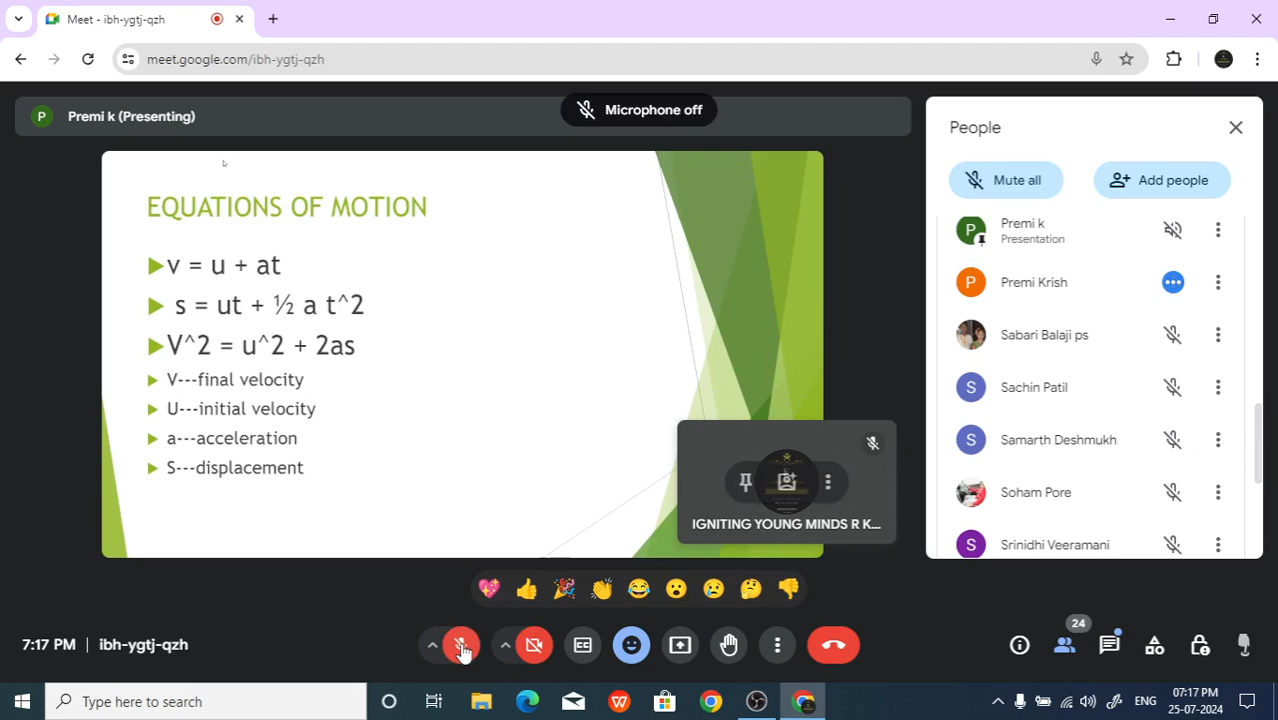 Meet - ibh-ygtj-qzh
meet.google.com/ibh-ygtj-qzh
P
Premi k (Presenting)
Microphone off
EQUATIONS OF MOTION
v = u + at
s = ut + ½ a t^2
V^2 = u^2 + 2as
V---final velocity
U---initial velocity
a---acceleration
S---displacement
IGNITING YOUNG MINDS R K...
People
Mute all
Add people
P
Premi k
Presentation
P
Premi Krish
Sabari Balaji ps
S
Sachin Patil
S
Samarth Deshmukh
Soham Pore
S
Srinidhi Veeramani
7:17 PM
ibh-ygtj-qzh
24
Type here to search
ENG
07:17 PM
25-07-2024